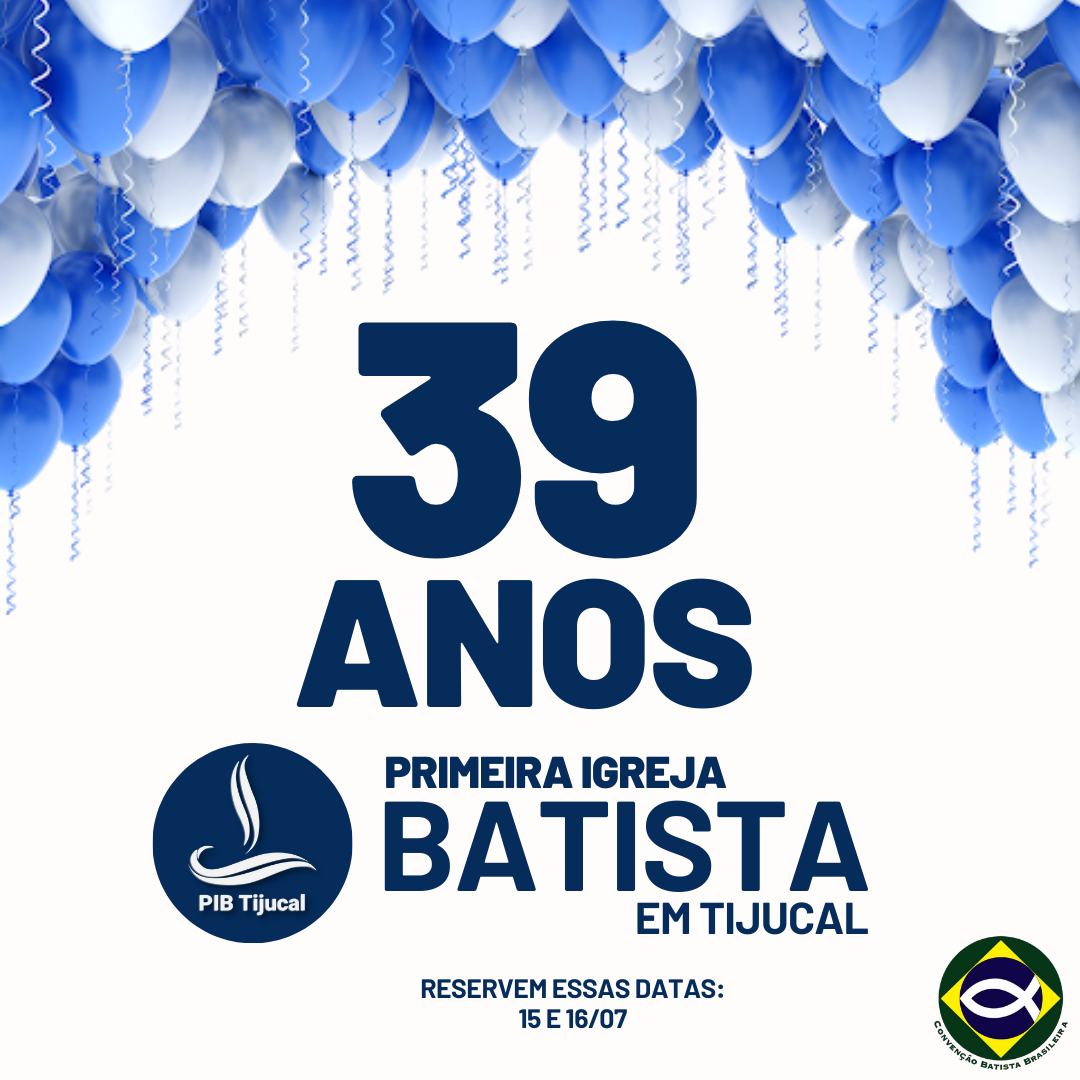 39
ANOS
PRIMEIRA IGREJA
BATISTA
EM TIJUCAL
PIB Tijucal
RESERVEM ESSAS DATAS:
15 E 16/07
CONVENÇÃO BATISTA BRASILEIRA